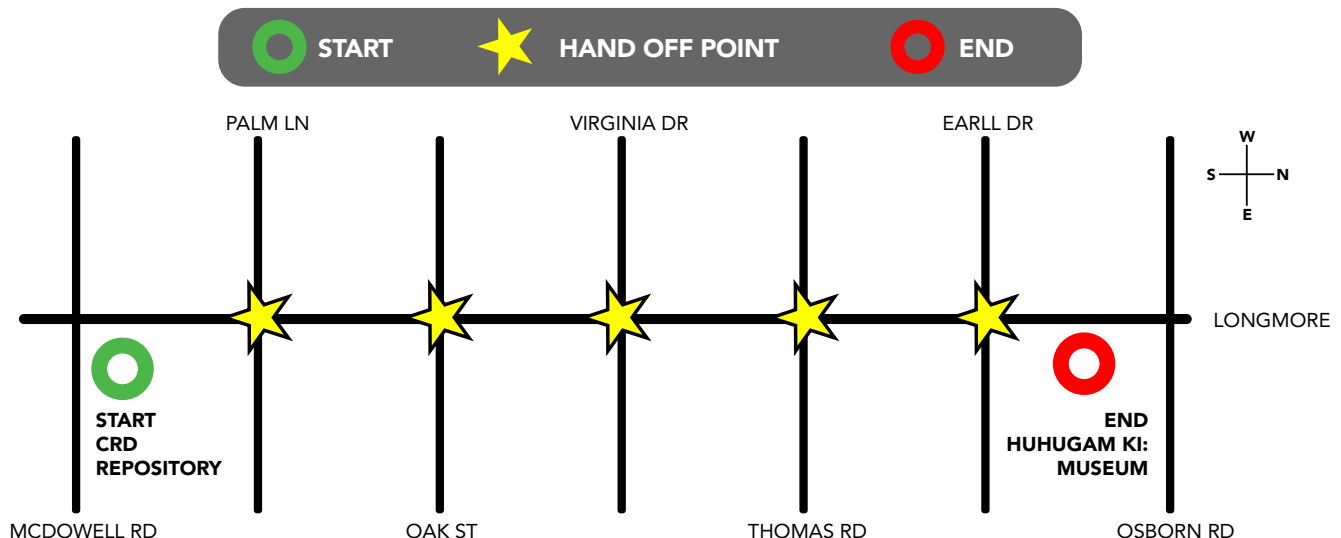 START
HAND OFF POINT
END
PALM LN
VIRGINIA DR
EARLL DR
W
S
N
E
LONGMORE
START
CRD
REPOSITORY
END
HUHUGAM KI:
MUSEUM
MCDOWELL RD
OAK ST
THOMAS RD
OSBORN RD